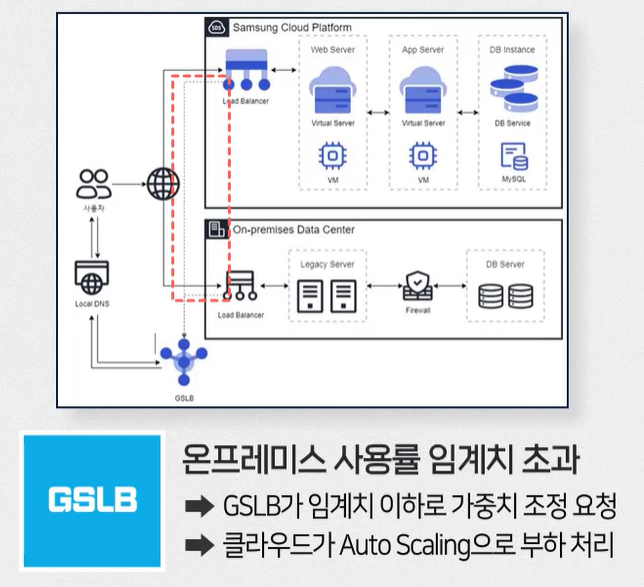 SDS Samsung Cloud Platform
Web Server
App Server
DB Instance
Load Balancer
Virtual Server
Virtual Server
DB Service
VM
VM
MySQL
사용자
On-premises Data Center
Legacy Server
DB Server
Local DNS
Load Balancer
Firewall
GSLB
GSLB
온프레미스 사용률 임계치 초과
➡ GSLB가 임계치 이하로 가중치 조정 요청
➡ 클라우드가 Auto Scaling으로 부하 처리